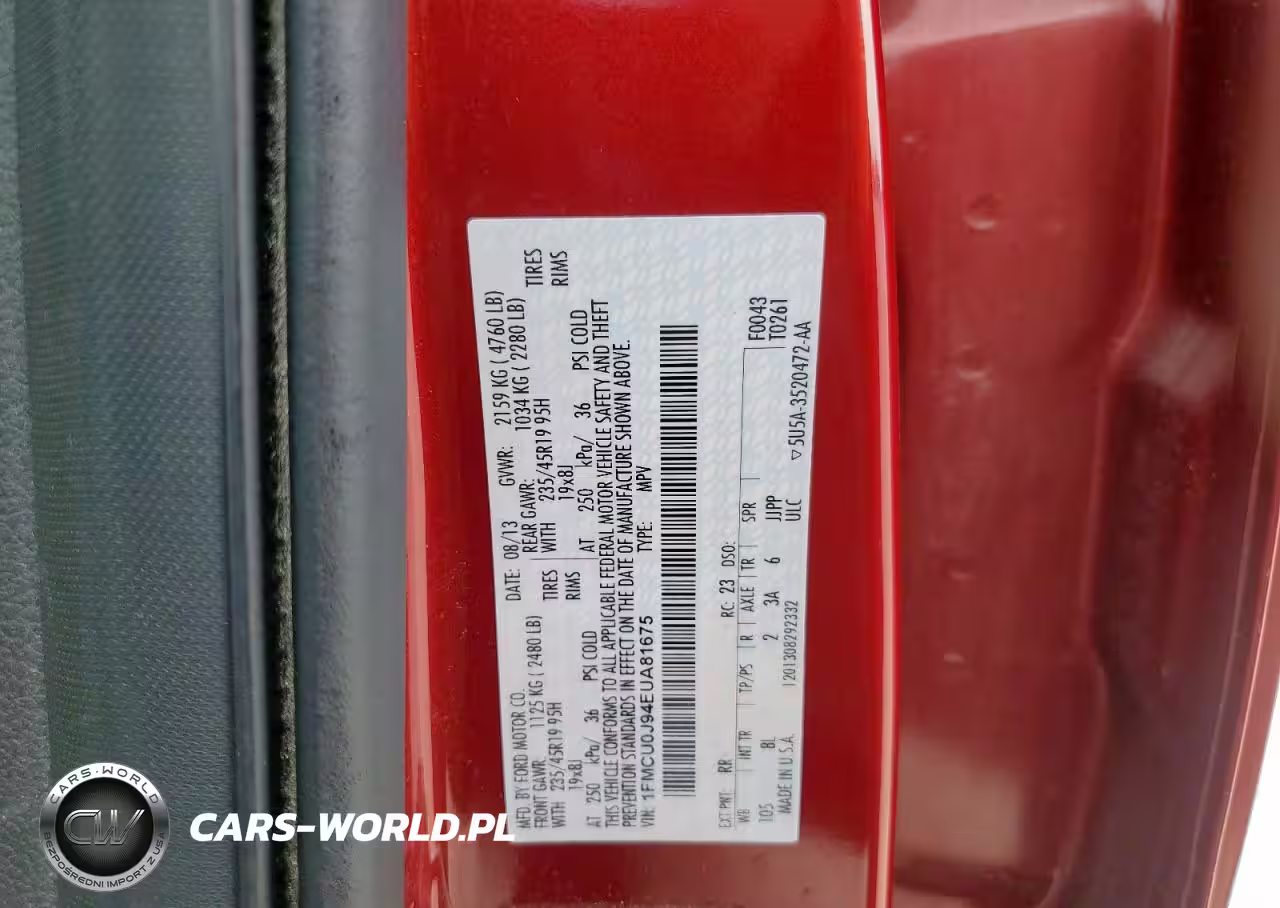 MFD. BY FORD MOTOR CO.
DATE: 08/13
GVWR: 2159 KG ( 4760 LB)
FRONT GAWR: 1125 KG ( 2480 LB)
REAR GAWR: 1034 KG ( 2280 LB)
WITH 235/45R19 95H TIRES
WITH 235/45R19 95H TIRES
19x8J RIMS
19x8J RIMS
AT 250 kPa/ 36 PSI COLD
AT 250 kPa/ 36 PSI COLD
THIS VEHICLE CONFORMS TO ALL APPLICABLE FEDERAL MOTOR VEHICLE SAFETY AND THEFT
PREVENTION STANDARDS IN EFFECT ON THE DATE OF MANUFACTURE SHOWN ABOVE.
VIN: 1FMCU0J94EUA81675
TYPE: MPV
EXT PNT: RR
RC: 23 DSO:
F0043
WB INT TR TP/PS R AXLE TR SPR
T0261
105 8L 2 3A 6 JJPP
MADE IN U.S.A. 1201308292332 ULC
▽5U5A-3520472-AA
CARS-WORLD
CW
BEZPOŚREDNI IMPORT Z USA
CARS-WORLD.PL